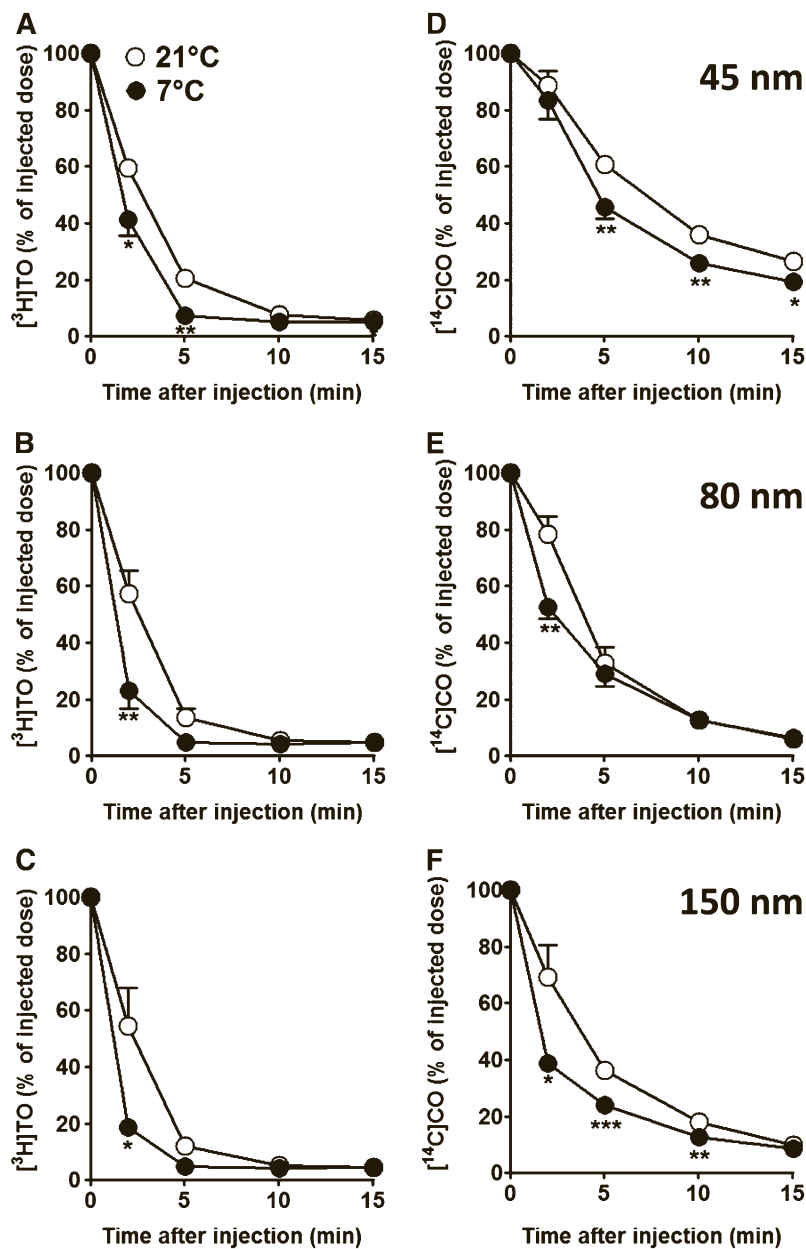 A
[³H]TO (% of injected dose)
100
80
60
40
20
0
21°C
7°C
*
**
*
0 5 10 15
Time after injection (min)
D
[¹⁴C]CO (% of injected dose)
100
80
60
40
20
0
45 nm
**
**
*
0 5 10 15
Time after injection (min)
B
[³H]TO (% of injected dose)
100
80
60
40
20
0
**
0 5 10 15
Time after injection (min)
E
[¹⁴C]CO (% of injected dose)
100
80
60
40
20
0
80 nm
**
0 5 10 15
Time after injection (min)
C
[³H]TO (% of injected dose)
100
80
60
40
20
0
*
0 5 10 15
Time after injection (min)
F
[¹⁴C]CO (% of injected dose)
100
80
60
40
20
0
150 nm
*
***
**
0 5 10 15
Time after injection (min)